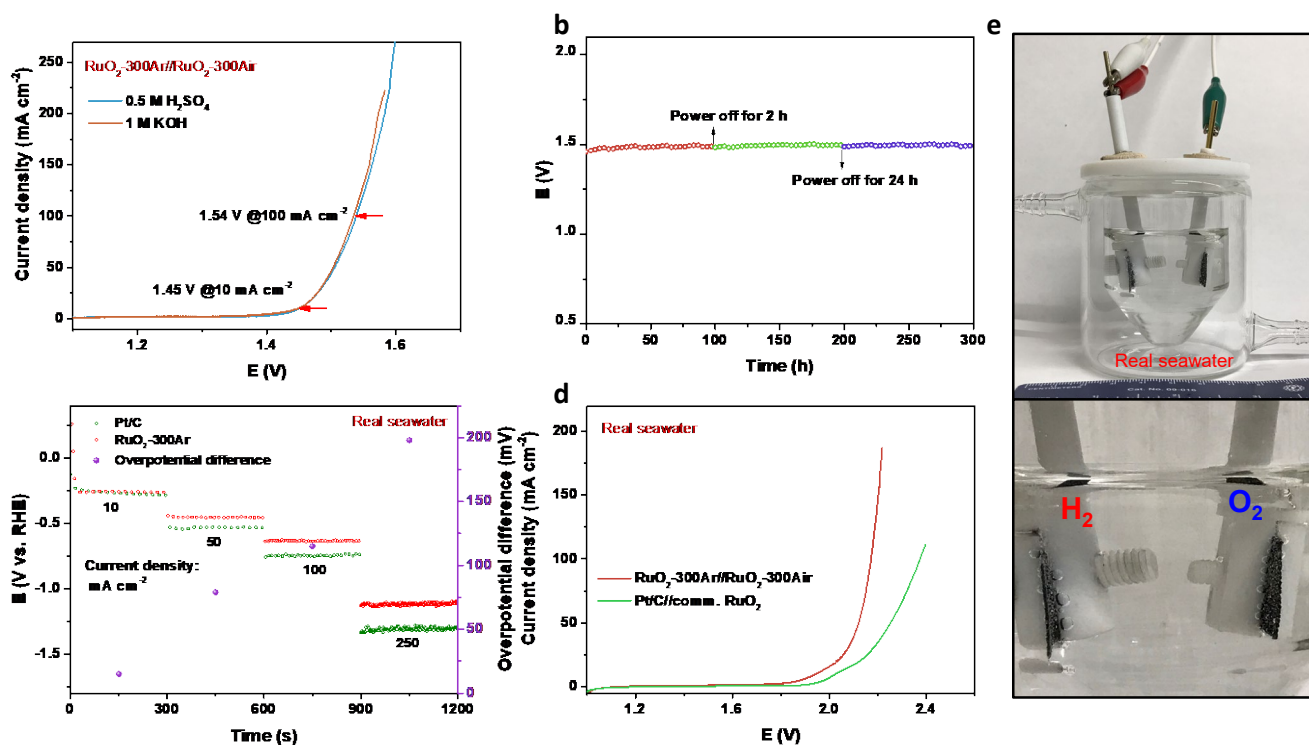 RuO2-300Ar//RuO2-300Air
0.5 M H2SO4
1 M KOH
1.54 V @100 mA cm-2
1.45 V @10 mA cm-2
250
200
150
100
50
0
1.2 1.4 1.6
Current density (mA cm-2)
E (V)
b
2.0
1.5
1.0
0.5
Power off for 2 h
Power off for 24 h
0 50 100 150 200 250 300
E (V)
Time (h)
Real seawater
Pt/C
RuO2-300Ar
Overpotential difference
10
50
100
250
Current density:
mA cm-2
0.0
-0.5
-1.0
-1.5
0 300 600 900 1200
200
150
100
50
0
E (V vs. RHE)
Time (s)
Overpotential difference (mV)
d
Real seawater
RuO2-300Ar//RuO2-300Air
Pt/C//comm. RuO2
200
150
100
50
0
1.2 1.6 2.0 2.4
Current density (mA cm-2)
E (V)
e
Real seawater
Cat. No. 09-016
H2
O2